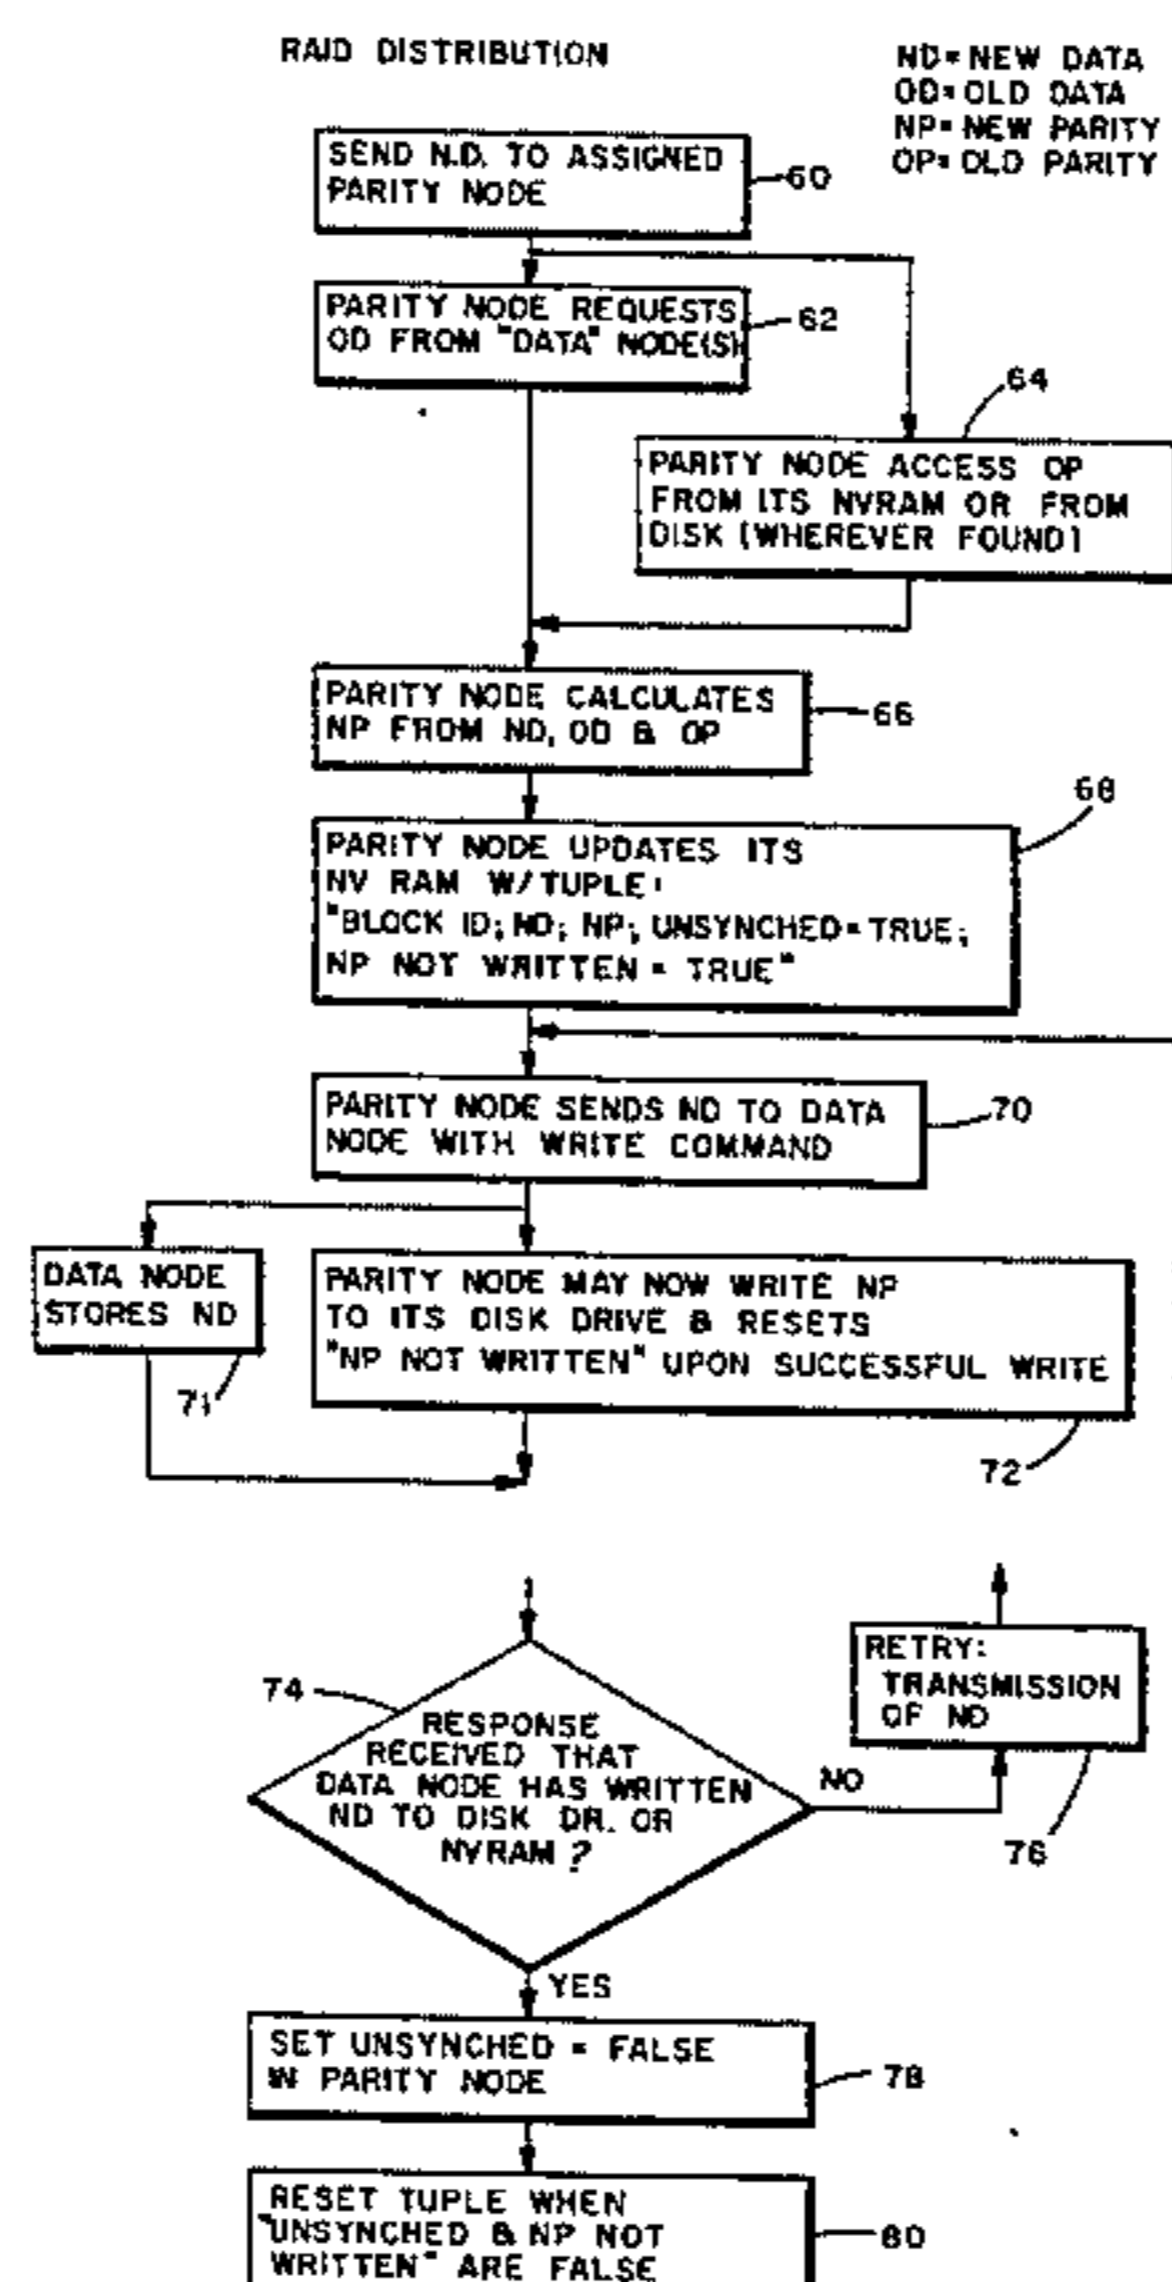 RAID DISTRIBUTION
ND=NEW DATA
OD=OLD DATA
NP=NEW PARITY
OP=OLD PARITY
SEND N.D. TO ASSIGNED
PARITY NODE
60
PARITY NODE REQUESTS
OD FROM "DATA" NODE(S)
62
64
PARITY NODE ACCESS OP
FROM ITS NVRAM OR FROM
DISK (WHEREVER FOUND)
PARITY NODE CALCULATES
NP FROM ND, OD & OP
66
68
PARITY NODE UPDATES ITS
NV RAM W/TUPLE:
"BLOCK ID; ND; NP; UNSYNCHED=TRUE;
NP NOT WRITTEN = TRUE"
PARITY NODE SENDS ND TO DATA
NODE WITH WRITE COMMAND
70
DATA NODE
STORES ND
71
PARITY NODE MAY NOW WRITE NP
TO ITS DISK DRIVE & RESETS
"NP NOT WRITTEN" UPON SUCCESSFUL WRITE
72
74
RESPONSE
RECEIVED THAT
DATA NODE HAS WRITTEN
ND TO DISK DR. OR
NVRAM ?
NO
RETRY:
TRANSMISSION
OF ND
76
YES
SET UNSYNCHED = FALSE
IN PARITY NODE
78
RESET TUPLE WHEN
"UNSYNCHED & NP NOT
WRITTEN" ARE FALSE
80